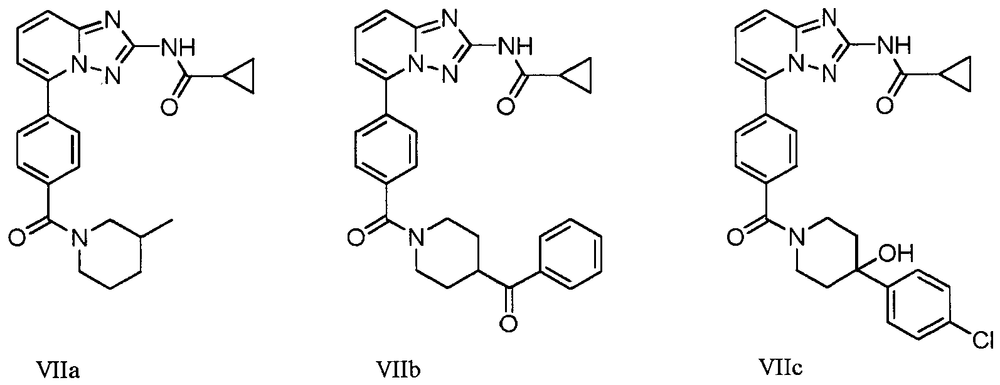 N N N
NH NH NH
N N N
N N N
O O O
O N O N O N
OH
O
Cl
VIIa VIIb VIIc